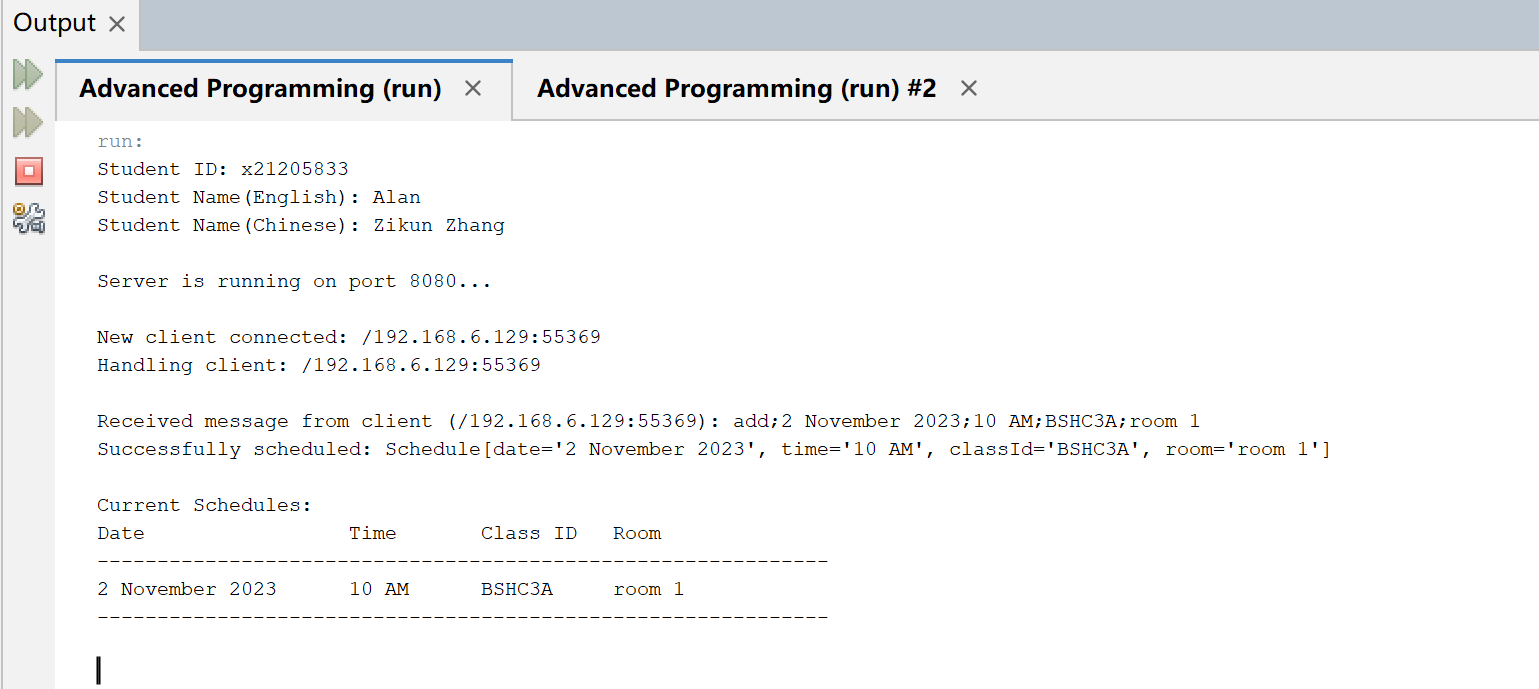 Output
Advanced Programming (run) Advanced Programming (run) #2
run:
Student ID: x21205833
Student Name(English): Alan
Student Name(Chinese): Zikun Zhang
Server is running on port 8080...
New client connected: /192.168.6.129:55369
Handling client: /192.168.6.129:55369
Received message from client (/192.168.6.129:55369): add;2 November 2023;10 AM;BSHC3A;room 1
Successfully scheduled: Schedule[date='2 November 2023', time='10 AM', classId='BSHC3A', room='room 1']
Current Schedules:
Date Time Class ID Room
-------------------------------------------------------------
2 November 2023 10 AM BSHC3A room 1
-------------------------------------------------------------